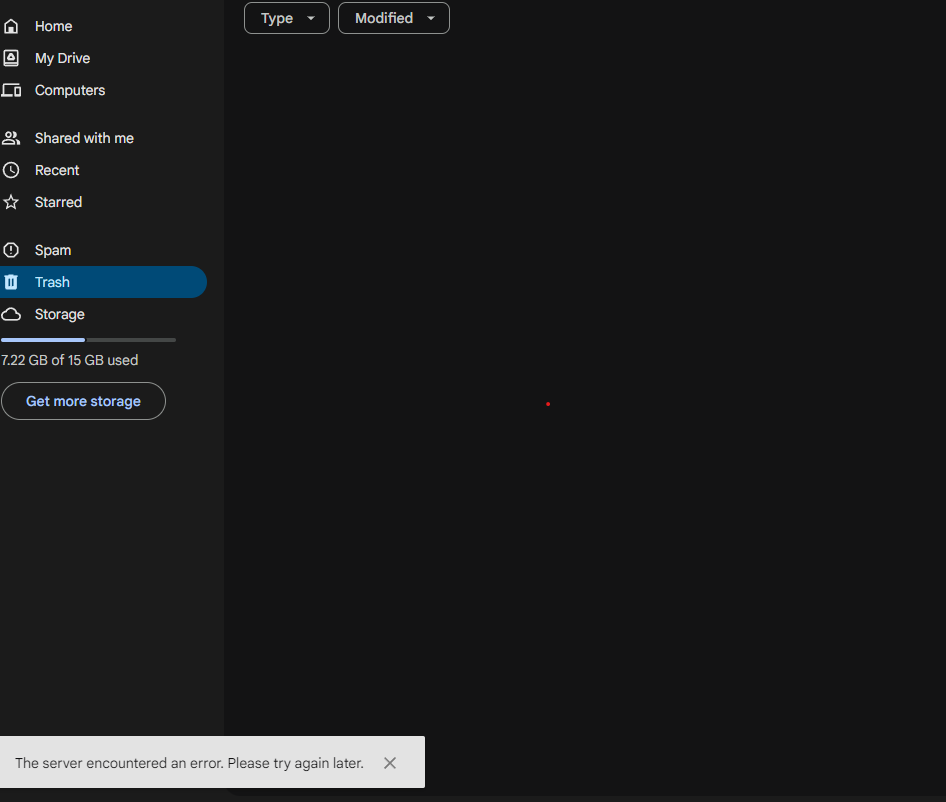 Type
Modified
Home
My Drive
Computers
Shared with me
Recent
Starred
Spam
Trash
Storage
7.22 GB of 15 GB used
Get more storage
The server encountered an error. Please try again later.